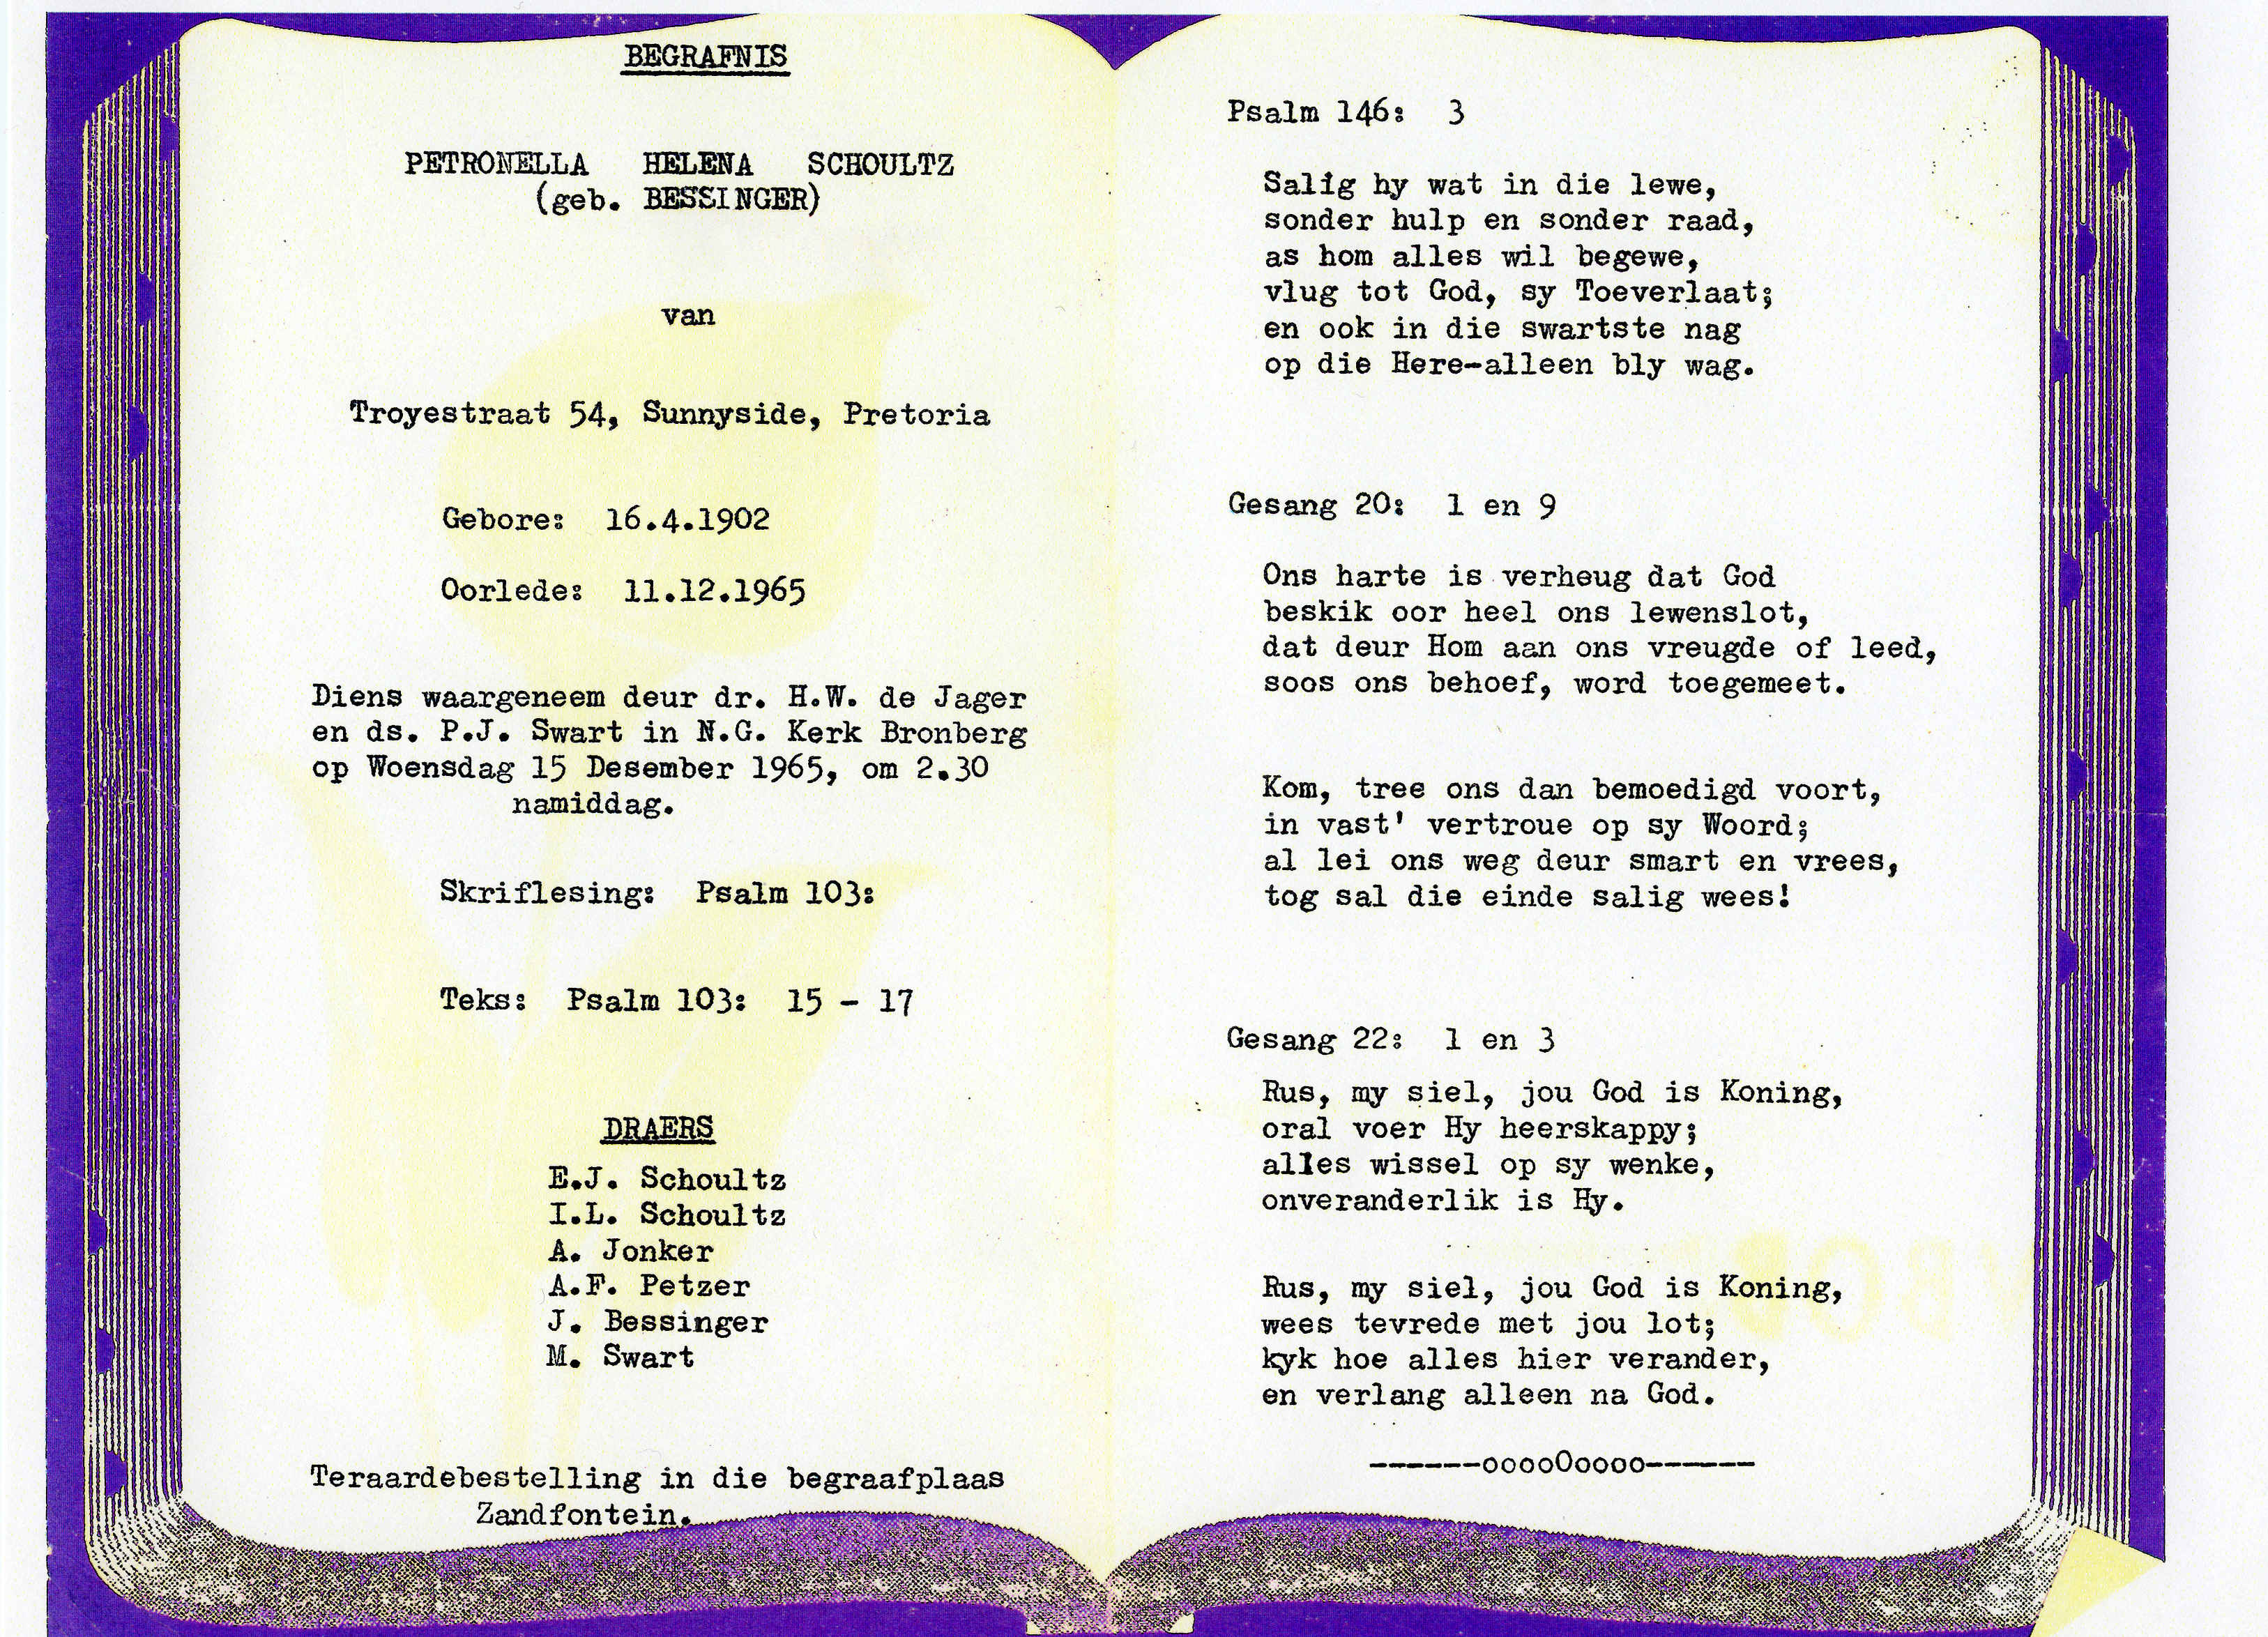 BEGRAFNIS
PETRONELLA HELENA SCHOULTZ
(geb. BESSINGER)
van
Troyestraat 54, Sunnyside, Pretoria
Gebore: 16.4.1902
Oorlede: 11.12.1965
Diens waargeneem deur dr. H.W. de Jager
en ds. P.J. Swart in N.G. Kerk Bronberg
op Woensdag 15 Desember 1965, om 2.30
namiddag.
Skriflesing: Psalm 103:
Teks: Psalm 103: 15 - 17
DRAERS
E.J. Schoultz
I.L. Schoultz
A. Jonker
A.F. Petzer
J. Bessinger
M. Swart
Teraardebestelling in die begraafplaas
Zandfontein.
Psalm 146: 3
Salig hy wat in die lewe,
sonder hulp en sonder raad,
as hom alles wil begewe,
vlug tot God, sy Toeverlaat;
en ook in die swartste nag
op die Here-alleen bly wag.
Gesang 20: 1 en 9
Ons harte is verheug dat God
beskik oor heel ons lewenslot,
dat deur Hom aan ons vreugde of leed,
soos ons behoef, word toegemeet.
Kom, tree ons dan bemoedigd voort,
in vast' vertroue op sy Woord;
al lei ons weg deur smart en vrees,
tog sal die einde salig wees!
Gesang 22: 1 en 3
Rus, my siel, jou God is Koning,
oral voer Hy heerskappy;
alles wissel op sy wenke,
onveranderlik is Hy.
Rus, my siel, jou God is Koning,
wees tevrede met jou lot;
kyk hoe alles hier verander,
en verlang alleen na God.
------ooooOoooo------